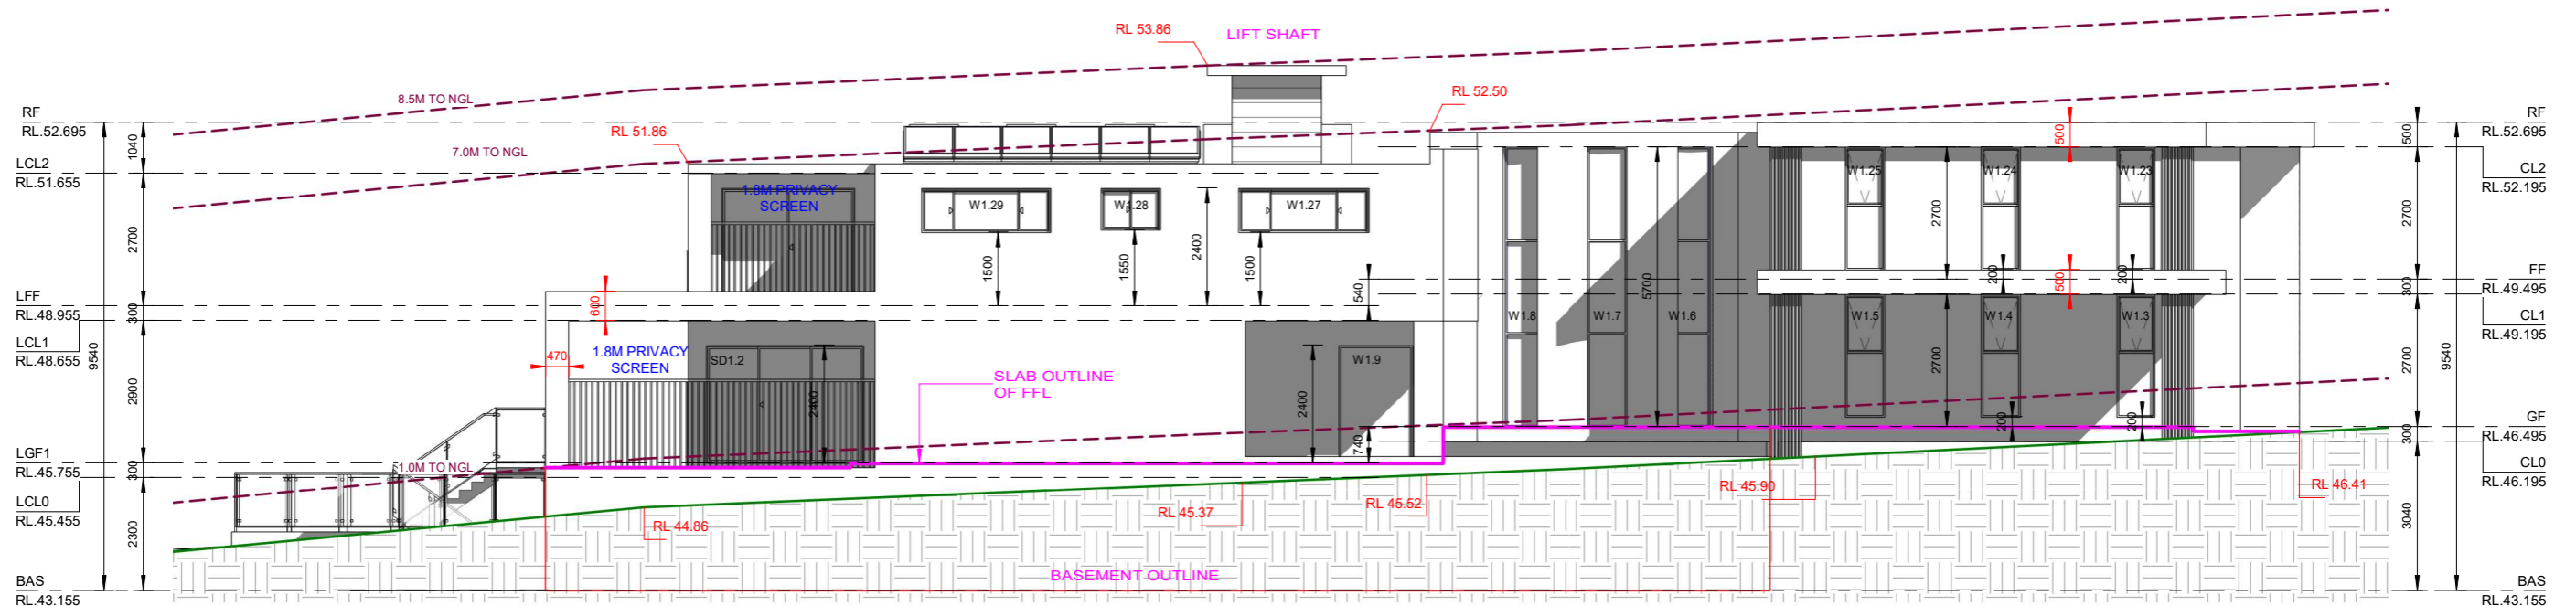 RL 53.86
LIFT SHAFT
8.5M TO NGL
RL 52.50
RL 51.86
7.0M TO NGL
RF
RL.52.695
LCL2
RL.51.655
LFF
RL.48.955
LCL1
RL.48.655
LGF1
RL.45.755
LCL0
RL.45.455
BAS
RL.43.155
9540
1040
2700
300
2900
300
2300
1.8M PRIVACY
SCREEN
W1.29
W1.28
W1.27
1500
1550
2400
1500
540
600
470
1.8M PRIVACY
SCREEN
SD1.2
2400
SLAB OUTLINE
OF FFL
2400
W1.9
740
1.0M TO NGL
W1.8
W1.7
5700
W1.6
W1.25
W1.24
W1.23
500
2700
200
500
200
W1.5
W1.4
W1.3
2700
200
200
RL 44.86
RL 45.37
RL 45.52
RL 45.90
RL 46.41
BASEMENT OUTLINE
500
2700
300
2700
300
3040
9540
RF
RL.52.695
CL2
RL.52.195
FF
RL.49.495
CL1
RL.49.195
GF
RL.46.495
CL0
RL.46.195
BAS
RL.43.155